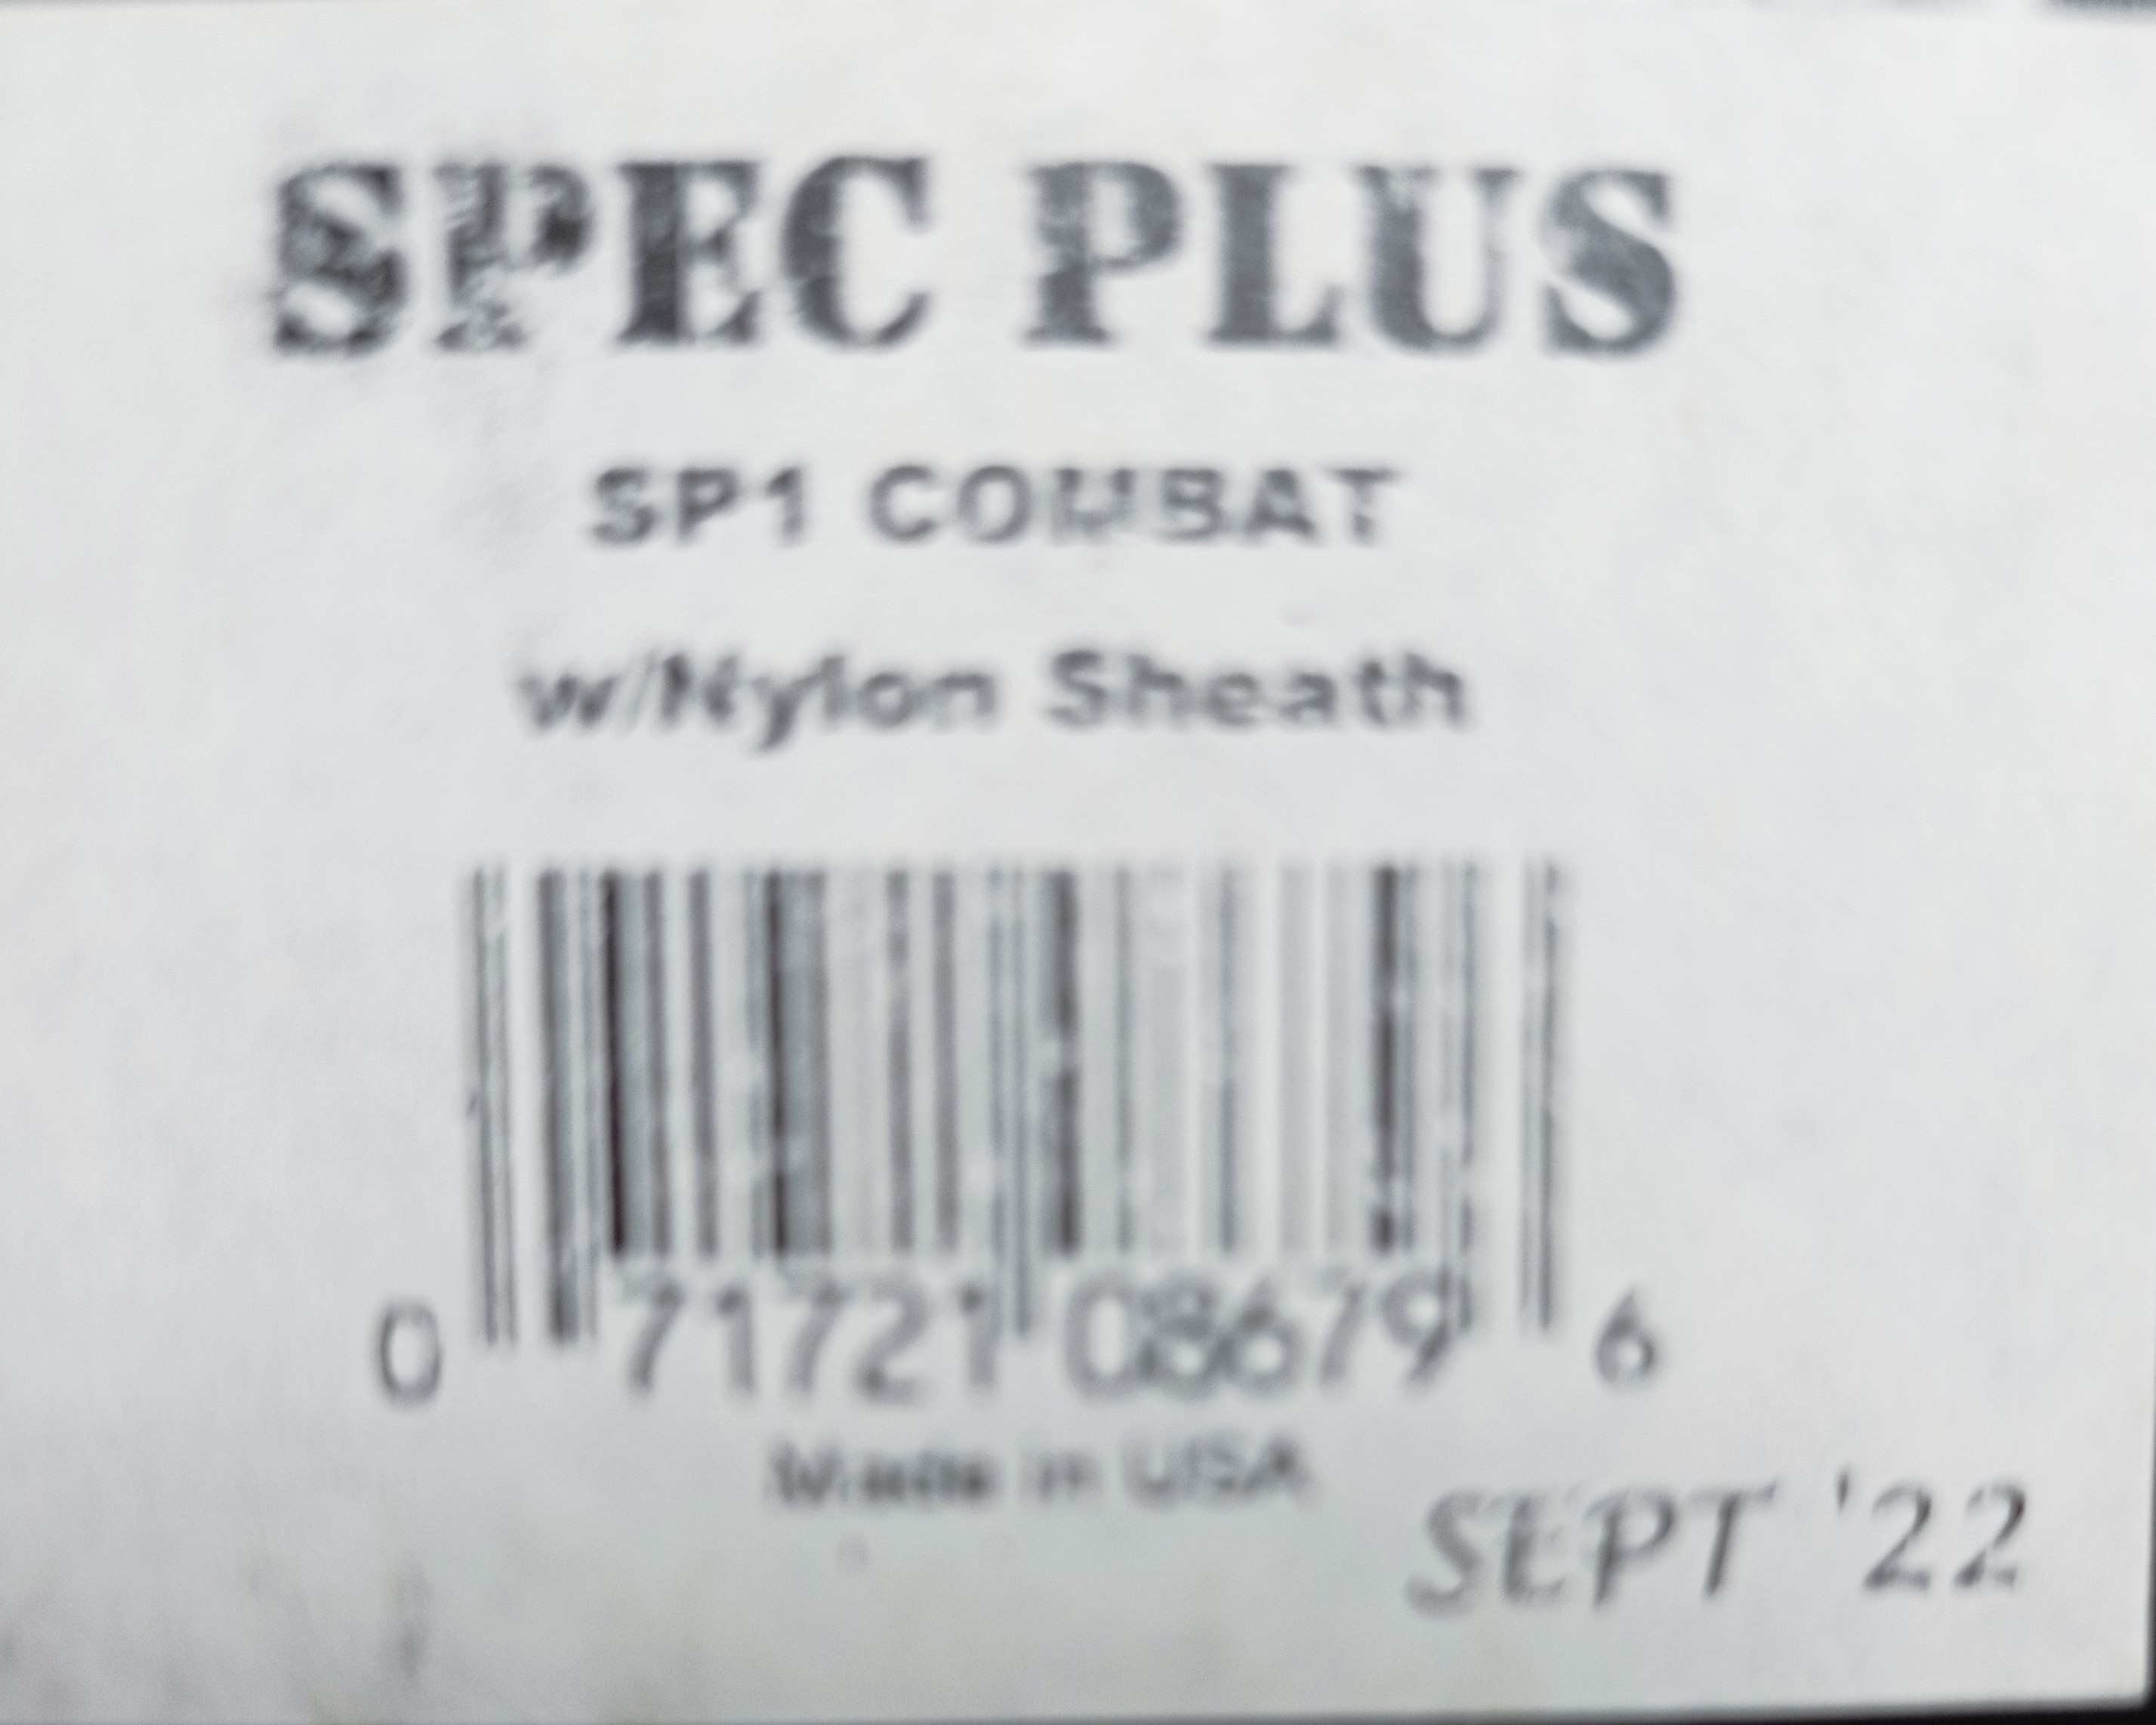 SPEC PLUS
SP1 COMBAT
w/Nylon Sheath
0 71721 08679 6
Made in USA
SEPT '22